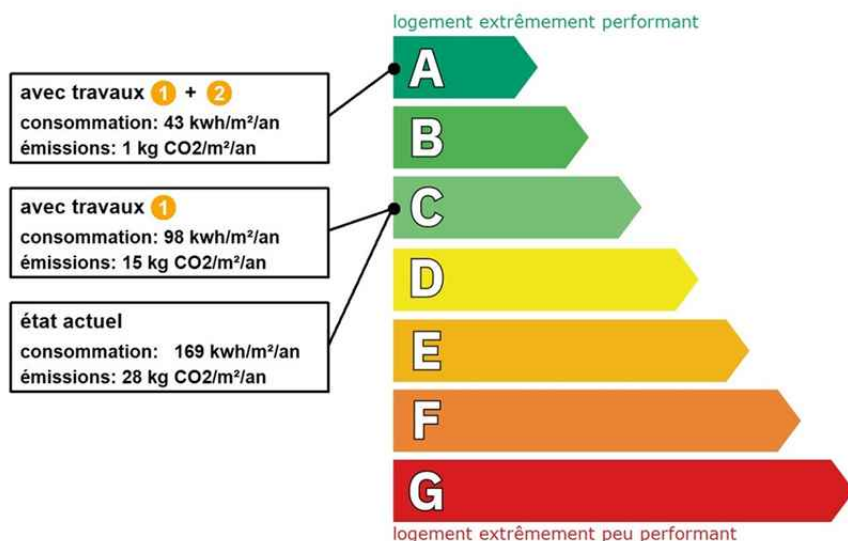 logement extrêmement performant
avec travaux 1 + 2
consommation: 43 kwh/m²/an
émissions: 1 kg CO2/m²/an
avec travaux 1
consommation: 98 kwh/m²/an
émissions: 15 kg CO2/m²/an
état actuel
consommation: 169 kwh/m²/an
émissions: 28 kg CO2/m²/an
A
B
C
D
E
F
G
logement extrêmement peu performant